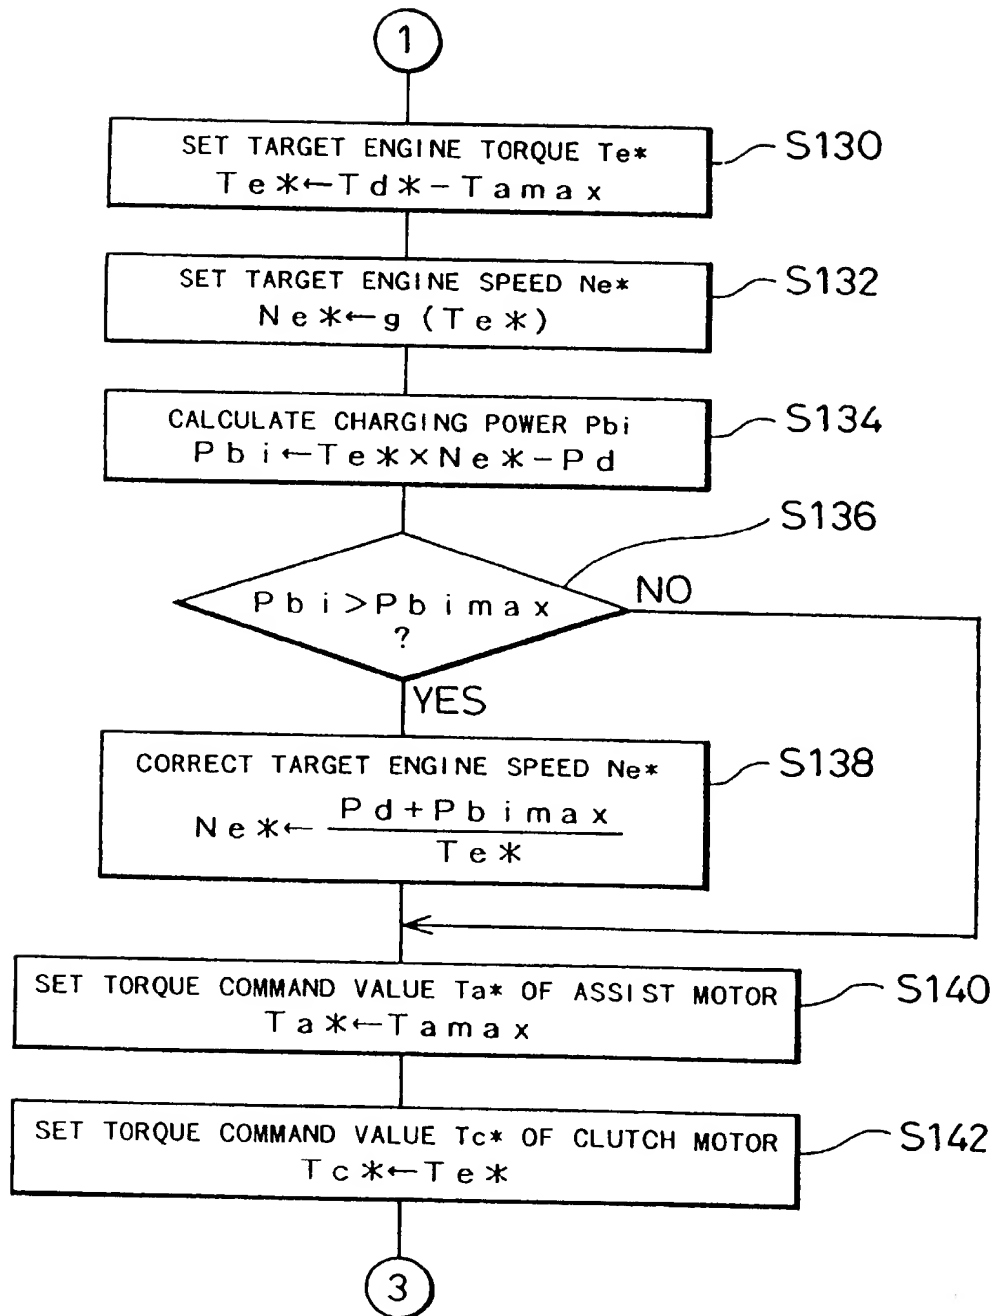 1
SET TARGET ENGINE TORQUE Te*
Te*←Td*-Tamax
S130
SET TARGET ENGINE SPEED Ne*
Ne*←g(Te*)
S132
CALCULATE CHARGING POWER Pbi
Pbi←Te*×Ne*-Pd
S134
S136
Pbi>Pbimax
?
NO
YES
CORRECT TARGET ENGINE SPEED Ne*
Ne*← Pd+Pbimax
Te*
S138
SET TORQUE COMMAND VALUE Ta* OF ASSIST MOTOR
Ta*←Tamax
S140
SET TORQUE COMMAND VALUE Tc* OF CLUTCH MOTOR
Tc*←Te*
S142
3